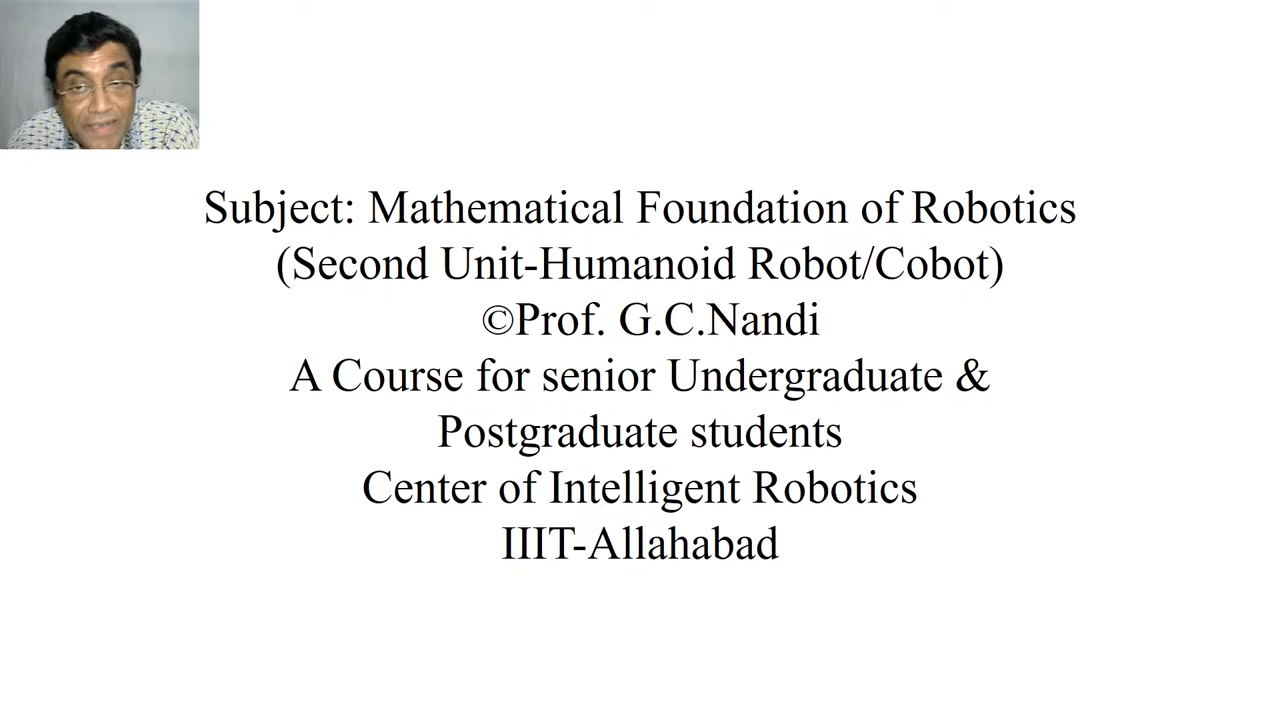 Subject: Mathematical Foundation of Robotics
(Second Unit-Humanoid Robot/Cobot)
©Prof. G.C.Nandi
A Course for senior Undergraduate &
Postgraduate students
Center of Intelligent Robotics
IIIT-Allahabad